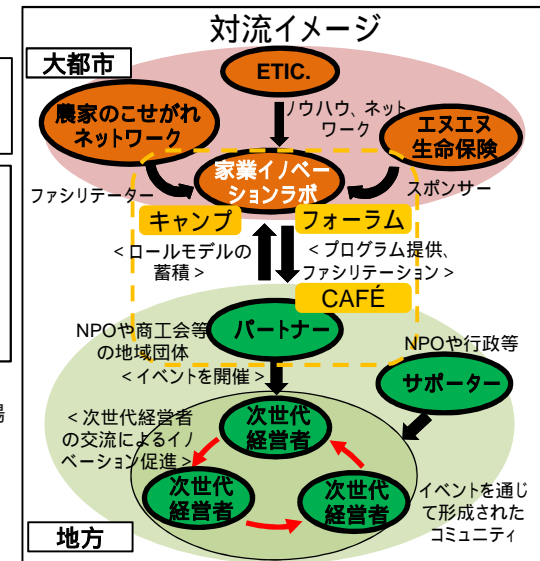 対流イメージ
大都市
ETIC.
農家のこせがれ
ネットワーク
ノウハウ、ネット
ワーク
エヌエヌ
生命保険
家業イノベー
ションラボ
ファシリテーター
スポンサー
キャンプ
フォーラム
<ロールモデルの
蓄積>
<プログラム提供、
ファシリテーション>
CAFÉ
NPOや商工会等
の地域団体
パートナー
NPOや行政等
<イベントを開催>
サポーター
場
<次世代経営者
の交流によるイノ
ベーション促進>
次世代
経営者
次世代
経営者
次世代
経営者
イベントを通じ
て形成された
コミュニティ
地方